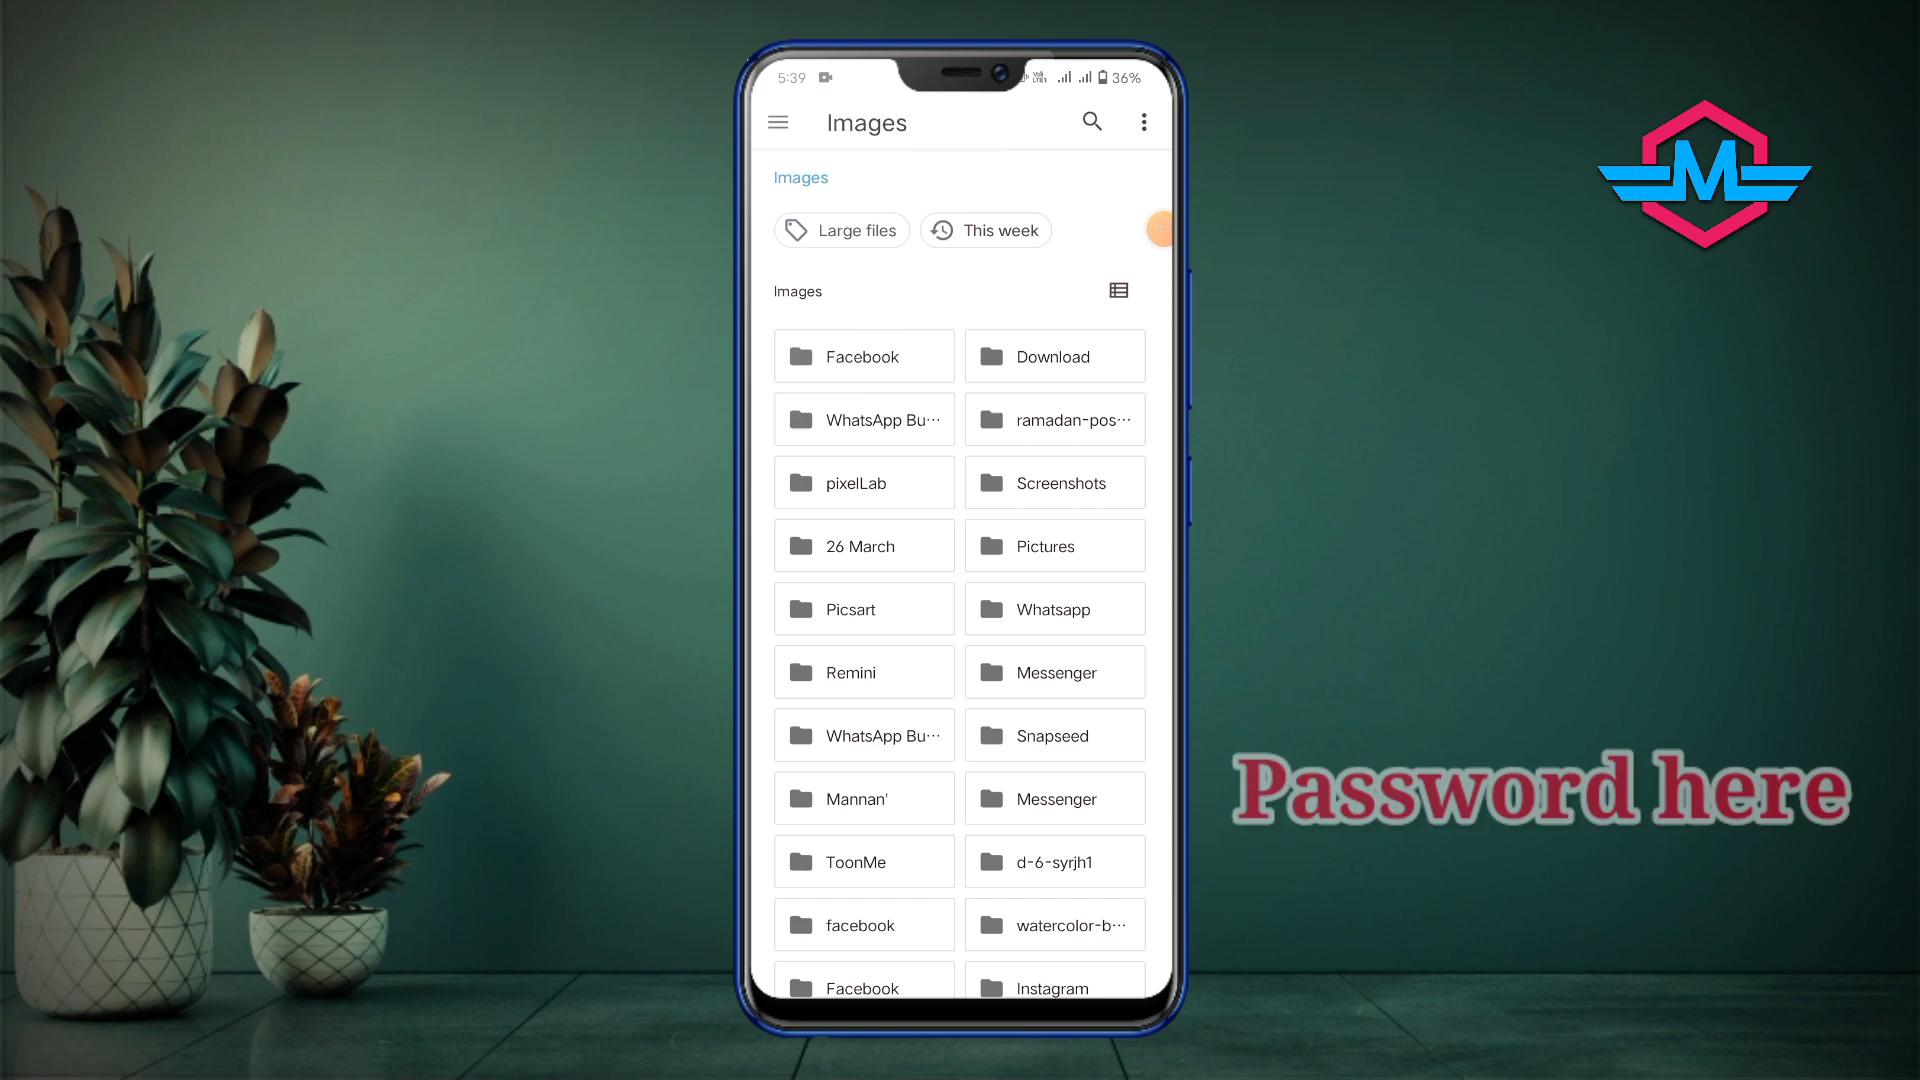 5:39
36%
Images
Images
Large files
This week
Images
Facebook
Download
WhatsApp Bu···
ramadan-pos···
pixelLab
Screenshots
26 March
Pictures
Picsart
Whatsapp
Remini
Messenger
WhatsApp Bu···
Snapseed
Mannan'
Messenger
ToonMe
d-6-syrjh1
facebook
watercolor-b···
Facebook
Instagram
M
Password here